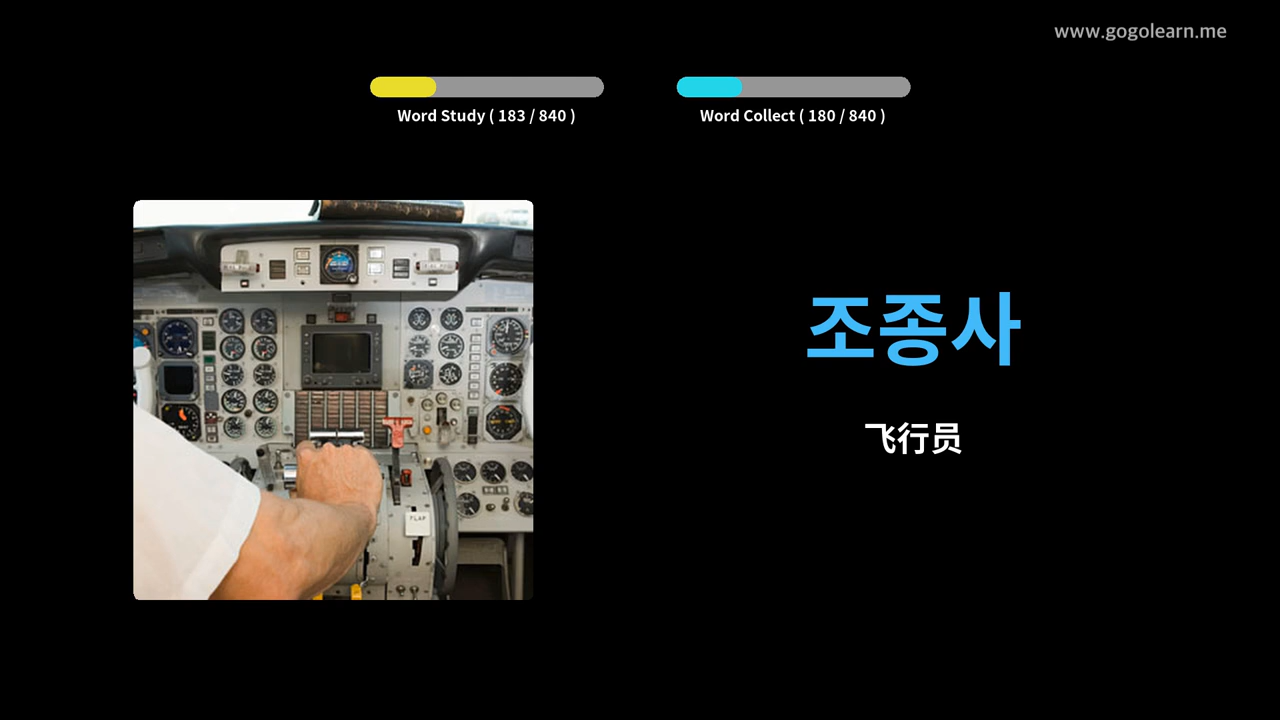 www.gogolearn.me
Word Study ( 183 / 840 )
Word Collect ( 180 / 840 )
조종사
飞行员
FLAP